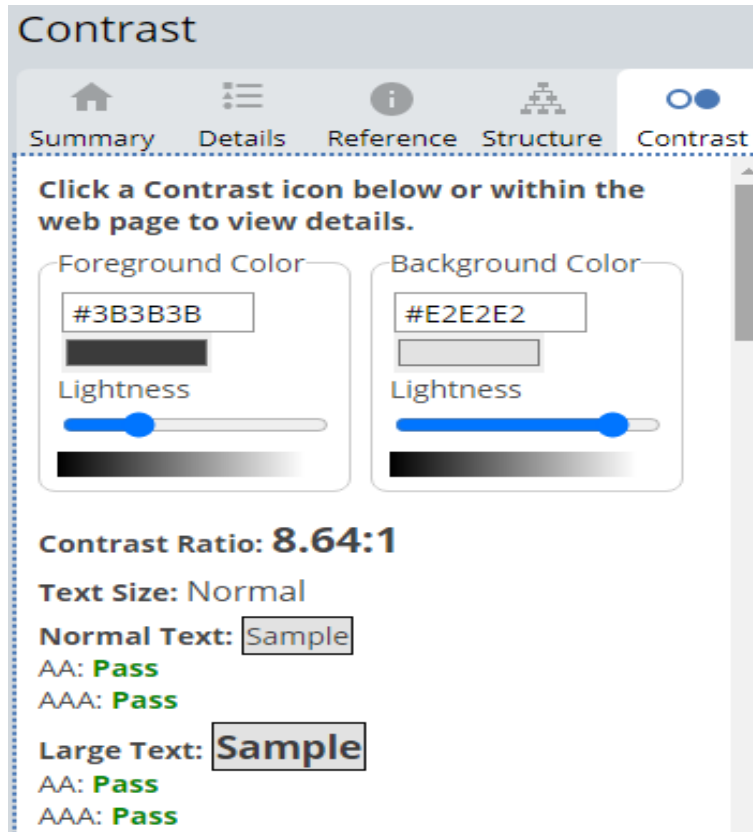 Contrast
Summary Details Reference Structure Contrast
Click a Contrast icon below or within the
web page to view details.
Foreground Color Background Color
#3B3B3B #E2E2E2
Lightness Lightness
Contrast Ratio: 8.64:1
Text Size: Normal
Normal Text: Sample
AA: Pass
AAA: Pass
Large Text: Sample
AA: Pass
AAA: Pass